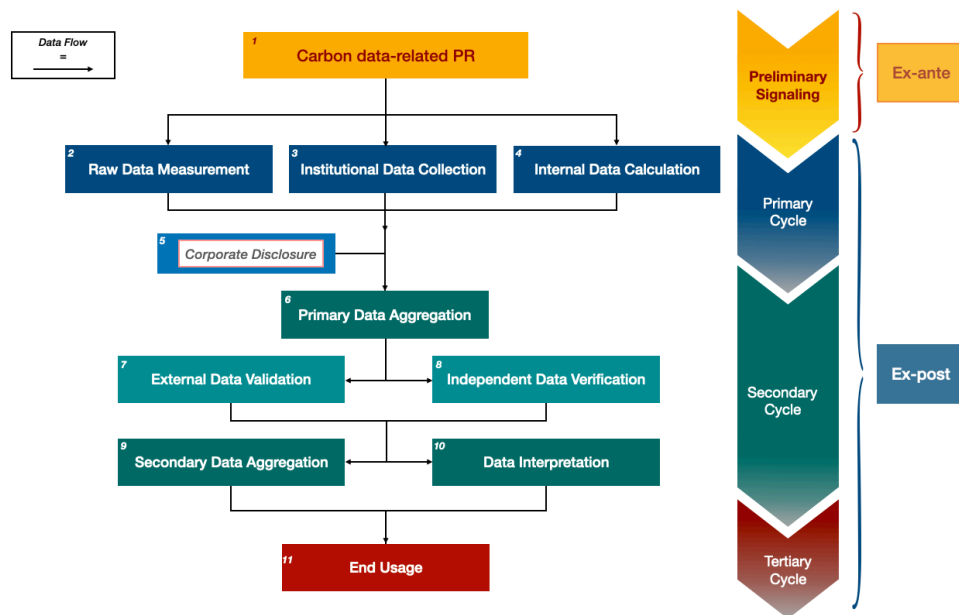 Data Flow
=
1
Carbon data-related PR
2
Raw Data Measurement
3
Institutional Data Collection
4
Internal Data Calculation
5
Corporate Disclosure
6
Primary Data Aggregation
7
External Data Validation
8
Independent Data Verification
9
Secondary Data Aggregation
10
Data Interpretation
11
End Usage
Preliminary
Signaling
Primary
Cycle
Secondary
Cycle
Tertiary
Cycle
Ex-ante
Ex-post